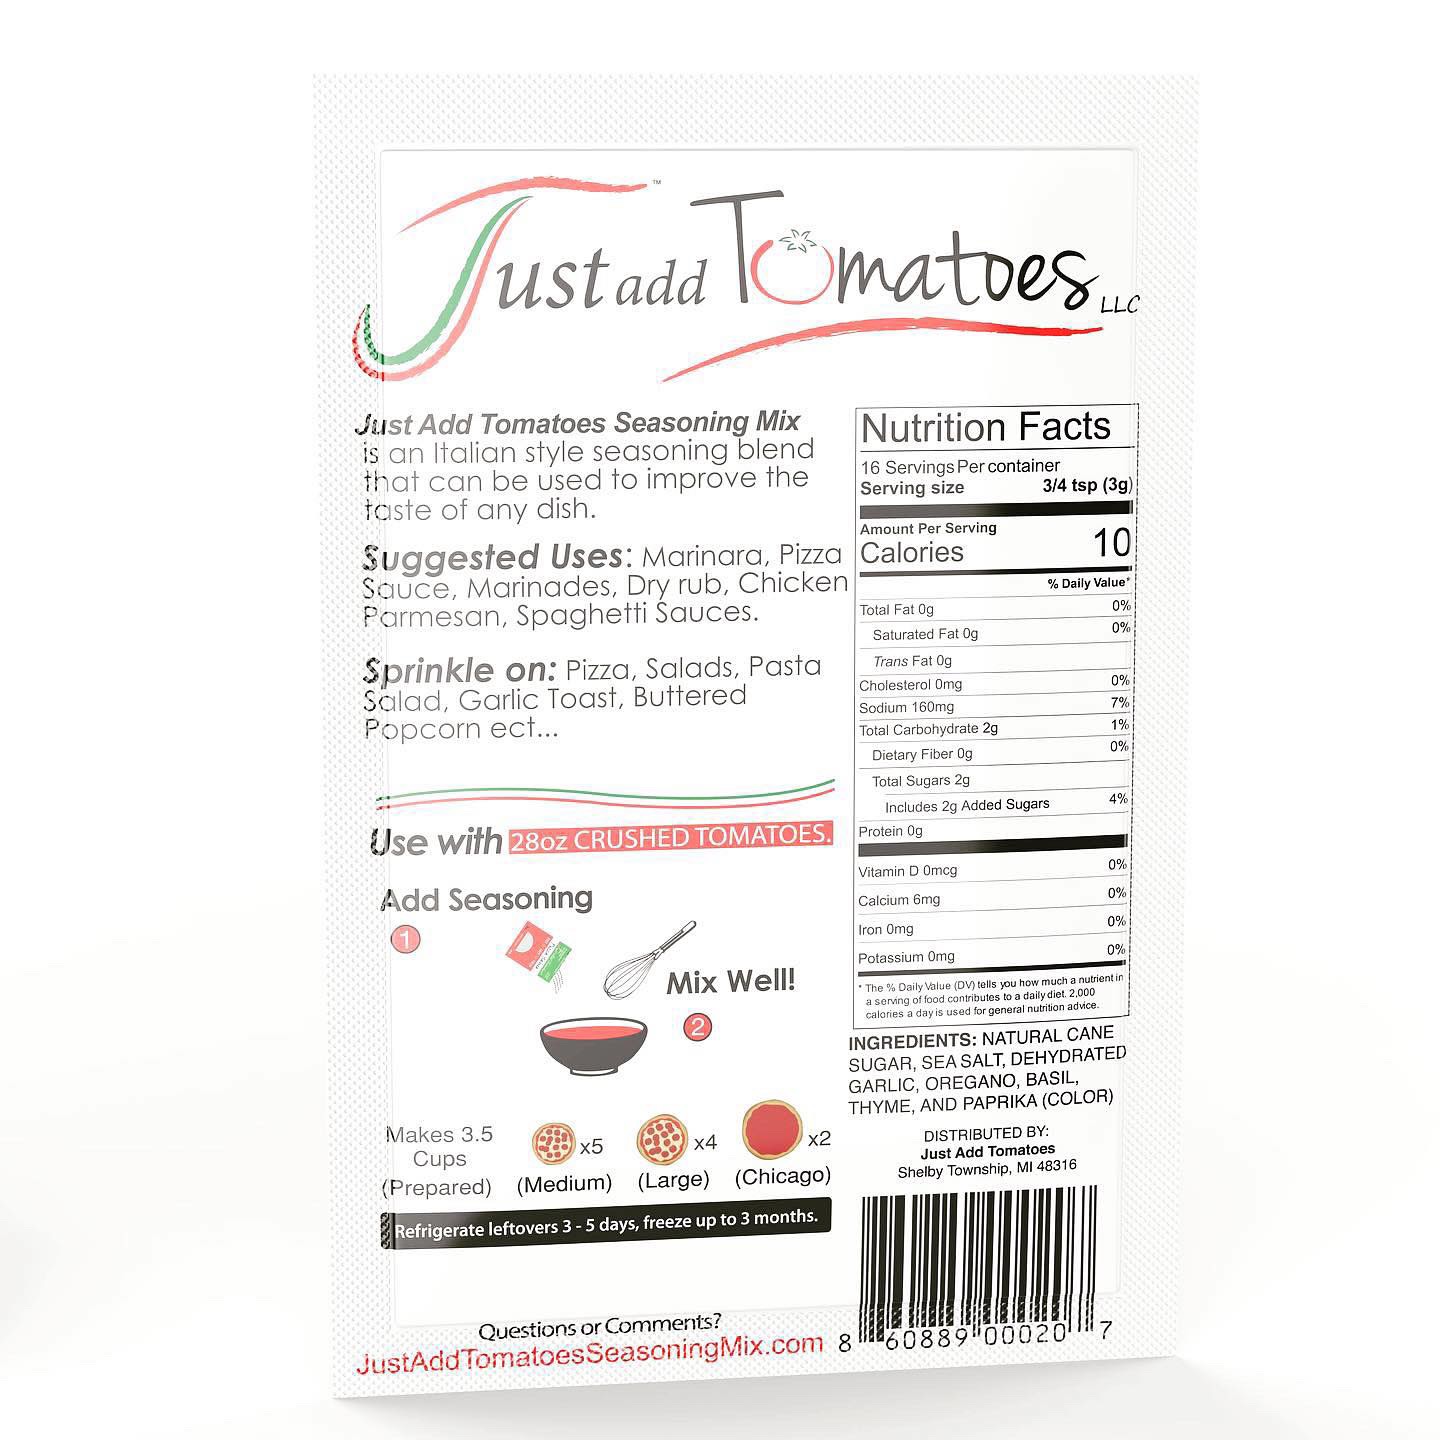 Just add Tomatoes LLC
™
Just Add Tomatoes Seasoning Mix
is an Italian style seasoning blend
that can be used to improve the
taste of any dish.
Suggested Uses: Marinara, Pizza
Sauce, Marinades, Dry rub, Chicken
Parmesan, Spaghetti Sauces.
Sprinkle on: Pizza, Salads, Pasta
Salad, Garlic Toast, Buttered
Popcorn ect...
Use with 28oz CRUSHED TOMATOES.
Add Seasoning
1
Mix Well!
2
Makes 3.5
Cups
(Prepared)
x5
(Medium)
x4
(Large)
x2
(Chicago)
Refrigerate leftovers 3 - 5 days, freeze up to 3 months.
Questions or Comments?
JustAddTomatoesSeasoningMix.com
Nutrition Facts
16 Servings Per container
Serving size 3/4 tsp (3g)
Amount Per Serving
Calories 10
% Daily Value*
Total Fat 0g 0%
Saturated Fat 0g 0%
Trans Fat 0g
Cholesterol 0mg 0%
Sodium 160mg 7%
Total Carbohydrate 2g 1%
Dietary Fiber 0g 0%
Total Sugars 2g
Includes 2g Added Sugars 4%
Protein 0g
Vitamin D 0mcg 0%
Calcium 6mg 0%
Iron 0mg 0%
Potassium 0mg 0%
* The % Daily Value (DV) tells you how much a nutrient in
a serving of food contributes to a daily diet. 2,000
calories a day is used for general nutrition advice.
INGREDIENTS: NATURAL CANE
SUGAR, SEA SALT, DEHYDRATED
GARLIC, OREGANO, BASIL,
THYME, AND PAPRIKA (COLOR)
DISTRIBUTED BY:
Just Add Tomatoes
Shelby Township, MI 48316
8 60889 00020 7